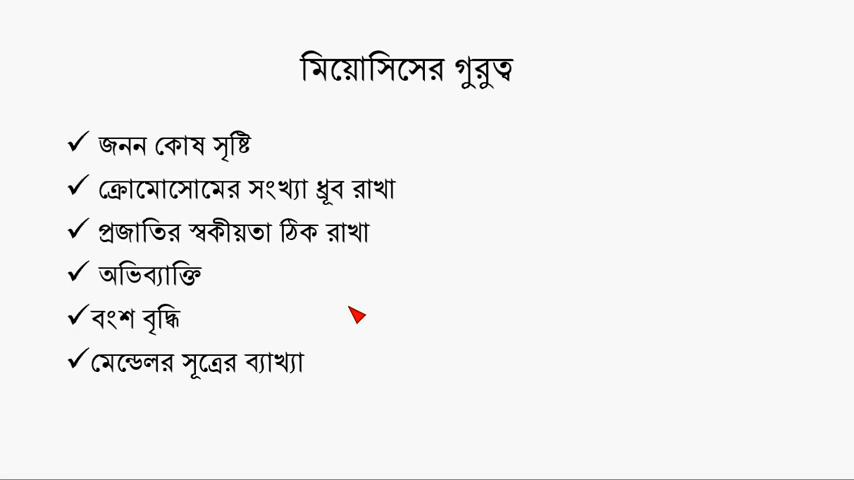 মিয়োসিসের গুরুত্ব
✓ জনন কোষ সৃষ্টি
✓ ক্রোমোসোমের সংখ্যা ধ্রূব রাখা
✓ প্রজাতির স্বকীয়তা ঠিক রাখা
✓ অভিব্যাক্তি
✓বংশ বৃদ্ধি
✓মেন্ডেলর সূত্রের ব্যাখ্যা